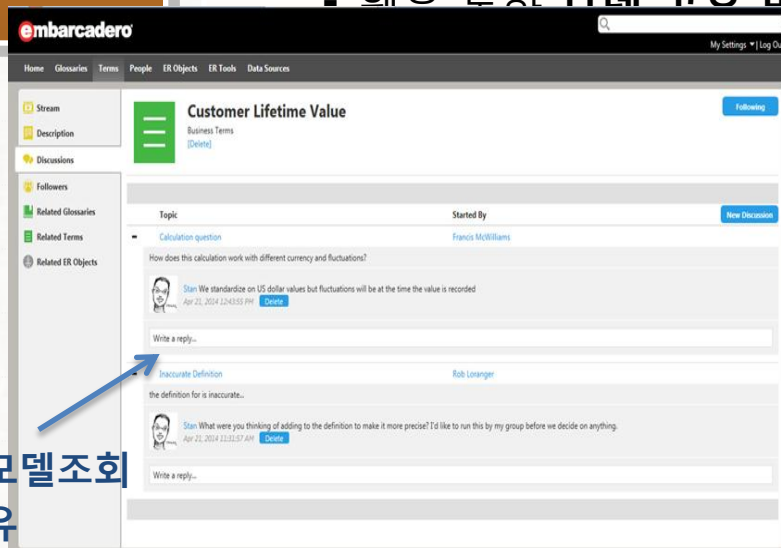 embarcadero
My Settings | Log Ou
Home Glossaries Terms People ER Objects ER Tools Data Sources
Stream
Description
Discussions
Followers
Related Glossaries
Related Terms
Related ER Objects
Customer Lifetime Value
Business Terms
[Delete]
Following
Topic Started By New Discussion
Calculation question Francis McWilliams
How does this calculation work with different currency and fluctuations?
Stan We standardize on US dollar values but fluctuations will be at the time the value is recorded
Apr 21, 2014 12:43:55 PM Delete
Write a reply...
Inaccurate Definition Rob Loranger
the definition for is inaccurate...
Stan What were you thinking of adding to the definition to make it more precise? I'd like to run this by my group before we decide on anything.
Apr 21, 2014 11:31:57 AM Delete
Write a reply...
모델조회